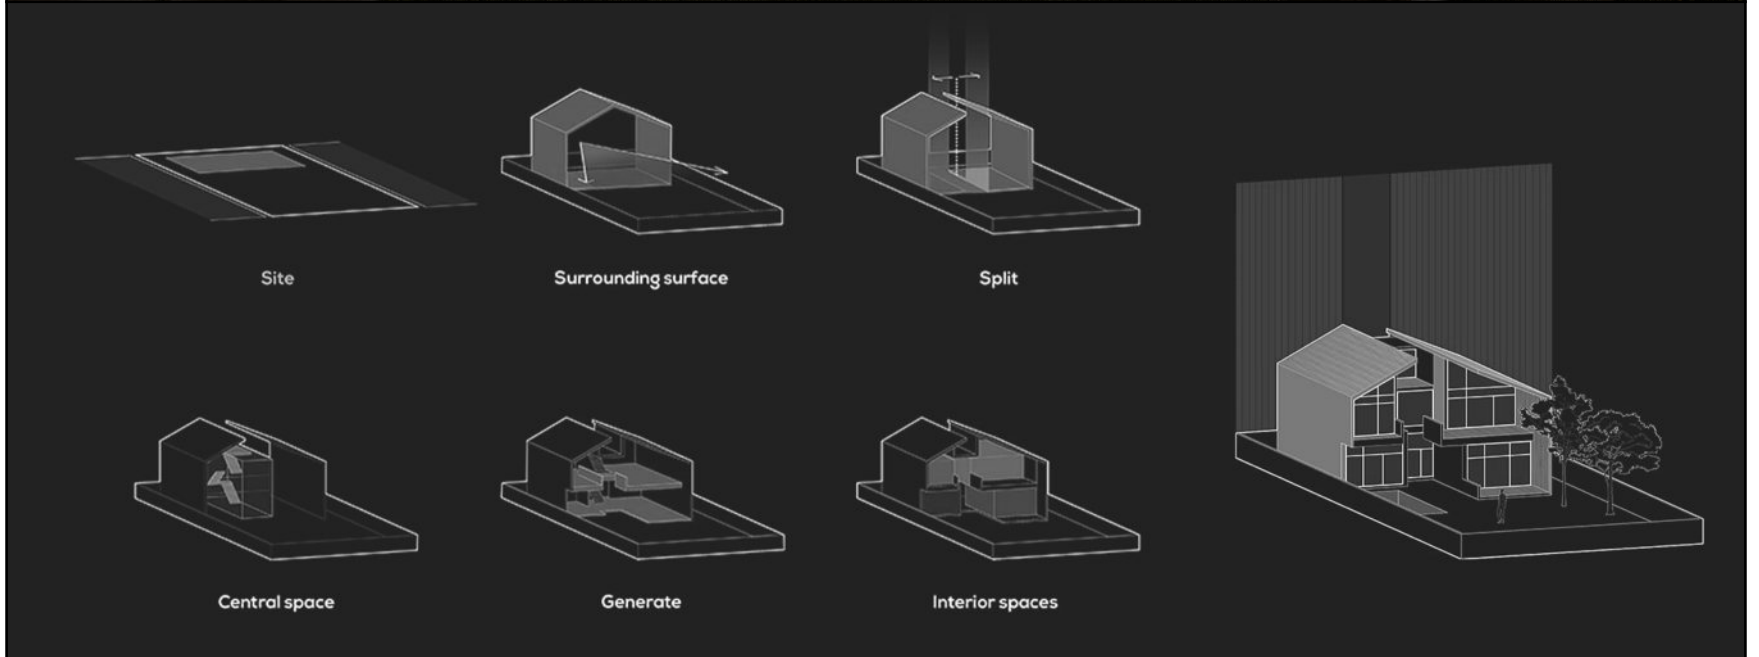 Site
Surrounding surface
Split
Central space
Generate
Interior spaces